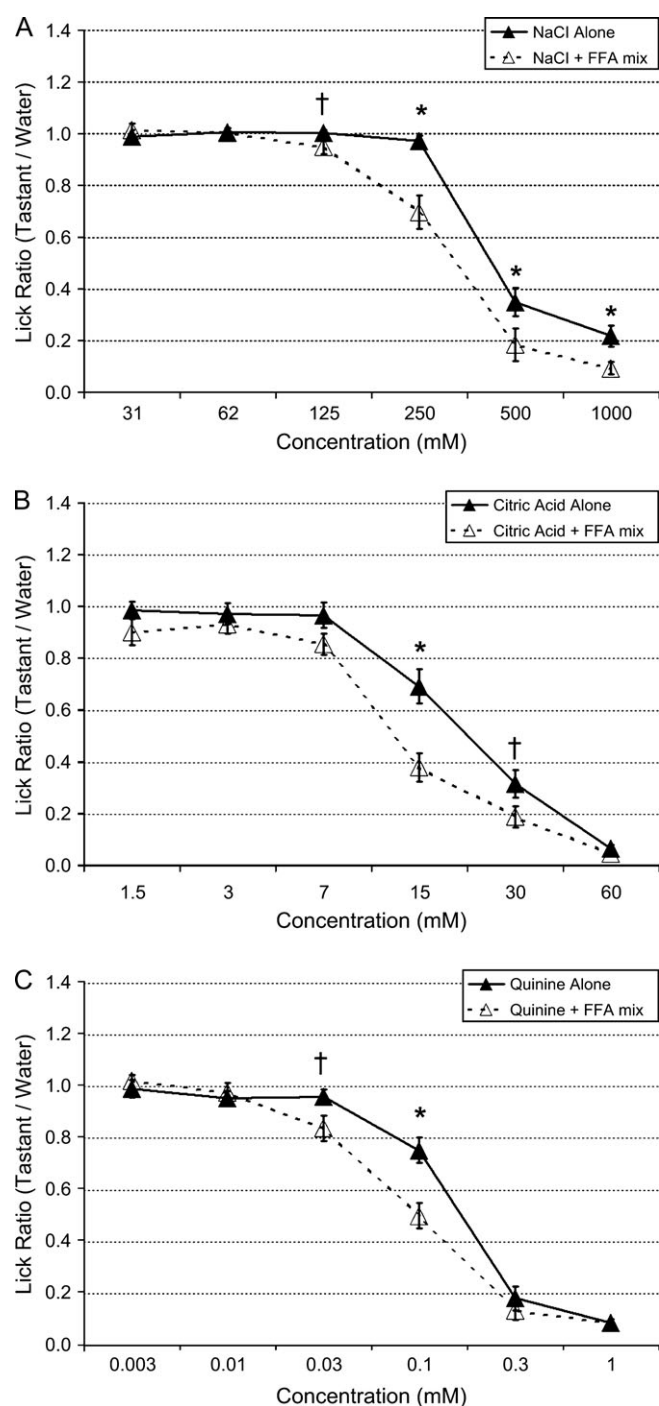 A
NaCl Alone
NaCl + FFA mix
Lick Ratio (Tastant / Water)
1.4
1.2
1.0
0.8
0.6
0.4
0.2
0.0
†
*
*
*
31 62 125 250 500 1000
Concentration (mM)
B
Citric Acid Alone
Citric Acid + FFA mix
Lick Ratio (Tastant / Water)
1.4
1.2
1.0
0.8
0.6
0.4
0.2
0.0
*
†
1.5 3 7 15 30 60
Concentration (mM)
C
Quinine Alone
Quinine + FFA mix
Lick Ratio (Tastant / Water)
1.4
1.2
1.0
0.8
0.6
0.4
0.2
0.0
†
*
0.003 0.01 0.03 0.1 0.3 1
Concentration (mM)